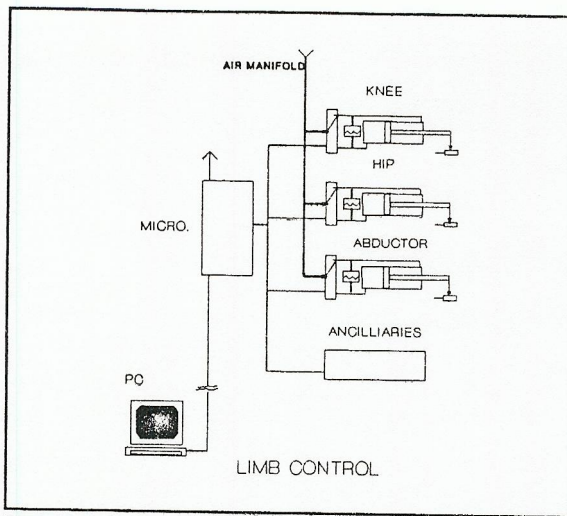 AIR MANIFOLD
KNEE
HIP
MICRO.
ABDUCTOR
ANCILLIARIES
PC
LIMB CONTROL